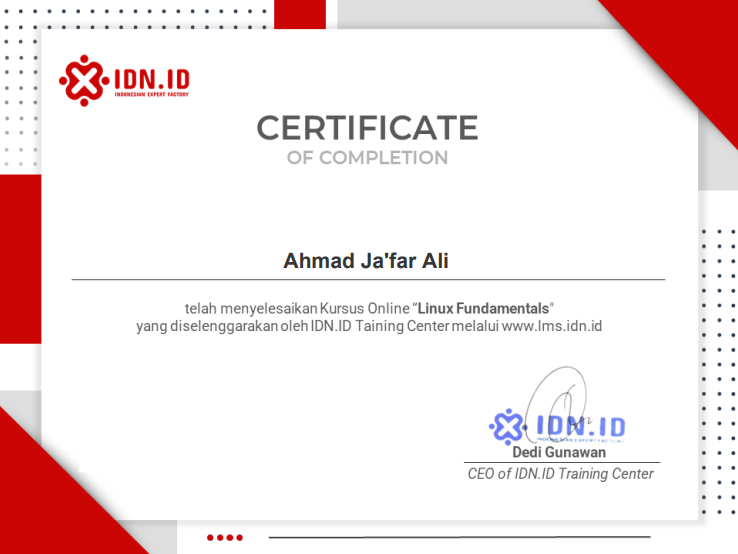 IDN.ID
INDONESIAN EXPERT FACTORY
CERTIFICATE
OF COMPLETION
Ahmad Ja'far Ali
telah menyelesaikan Kursus Online “Linux Fundamentals"
yang diselenggarakan oleh IDN.ID Taining Center melalui www.lms.idn.id
IDN.ID
INDONESIAN EXPERT FACTORY
Dedi Gunawan
CEO of IDN.ID Training Center